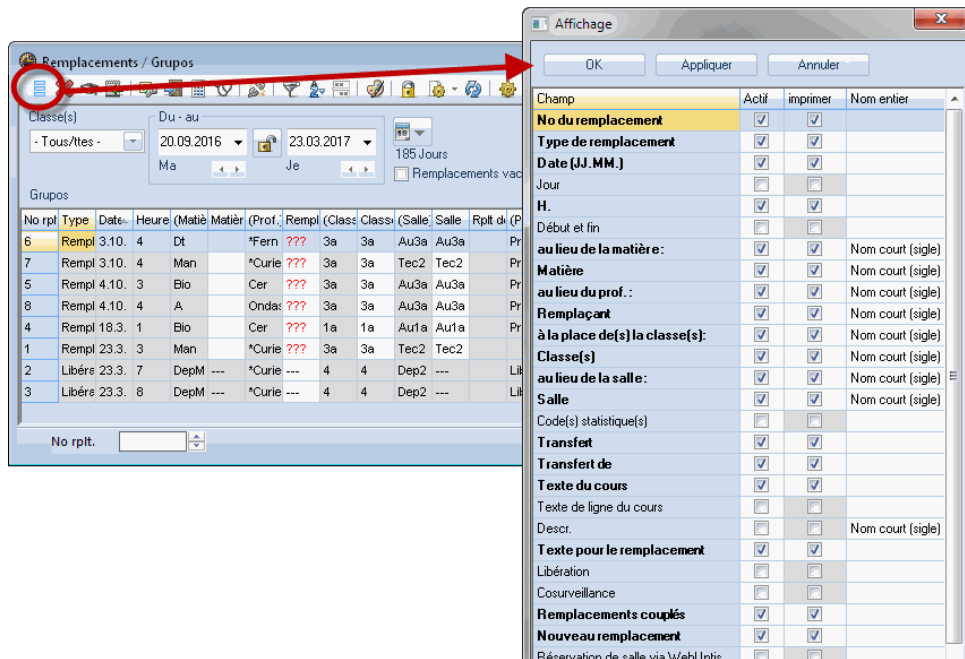 Remplacements / Grupos
Classe(s)
- Tous/ttes -
Du - au
20.09.2016
23.03.2017
Ma
Je
185 Jours
Remplacements vac
Grupos
No rpl Type Date Heure (Matiè Matièr (Prof. Rempl (Class Classe (Salle Salle Rplt de (P
6 Rempl 3.10. 4 Dt *Fern ??? 3a 3a Au3a Au3a Pr
7 Rempl 3.10. 4 Man *Curie ??? 3a 3a Tec2 Tec2 Pr
5 Rempl 4.10. 3 Bio Cer ??? 3a 3a Au3a Au3a Pr
8 Rempl 4.10. 4 A Ondas ??? 3a 3a Au3a Au3a Pr
4 Rempl 18.3. 1 Bio Cer ??? 1a 1a Au1a Au1a Pr
1 Rempl 23.3. 3 Man *Curie ??? 3a 3a Tec2 Tec2
2 Libéra 23.3. 7 DepM --- *Curie --- 4 4 Dep2 --- Lib
3 Libéra 23.3. 8 DepM --- *Curie --- 4 4 Dep2 --- Lib
No rplt.
Affichage
OK Appliquer Annuler
Champ Actif imprimer Nom entier
No du remplacement
Type de remplacement
Date (JJ.MM.)
Jour
H.
Début et fin
au lieu de la matière: Nom court (sigle)
Matière Nom court (sigle)
au lieu du prof.: Nom court (sigle)
Remplaçant Nom court (sigle)
à la place de(s) la classe(s): Nom court (sigle)
Classe(s) Nom court (sigle)
au lieu de la salle: Nom court (sigle)
Salle Nom court (sigle)
Code(s) statistique(s)
Transfert
Transfert de
Texte du cours
Texte de ligne du cours
Descr. Nom court (sigle)
Texte pour le remplacement
Libération
Cosurveillance
Remplacements couplés
Nouveau remplacement
Réservation de salle via WebUntis